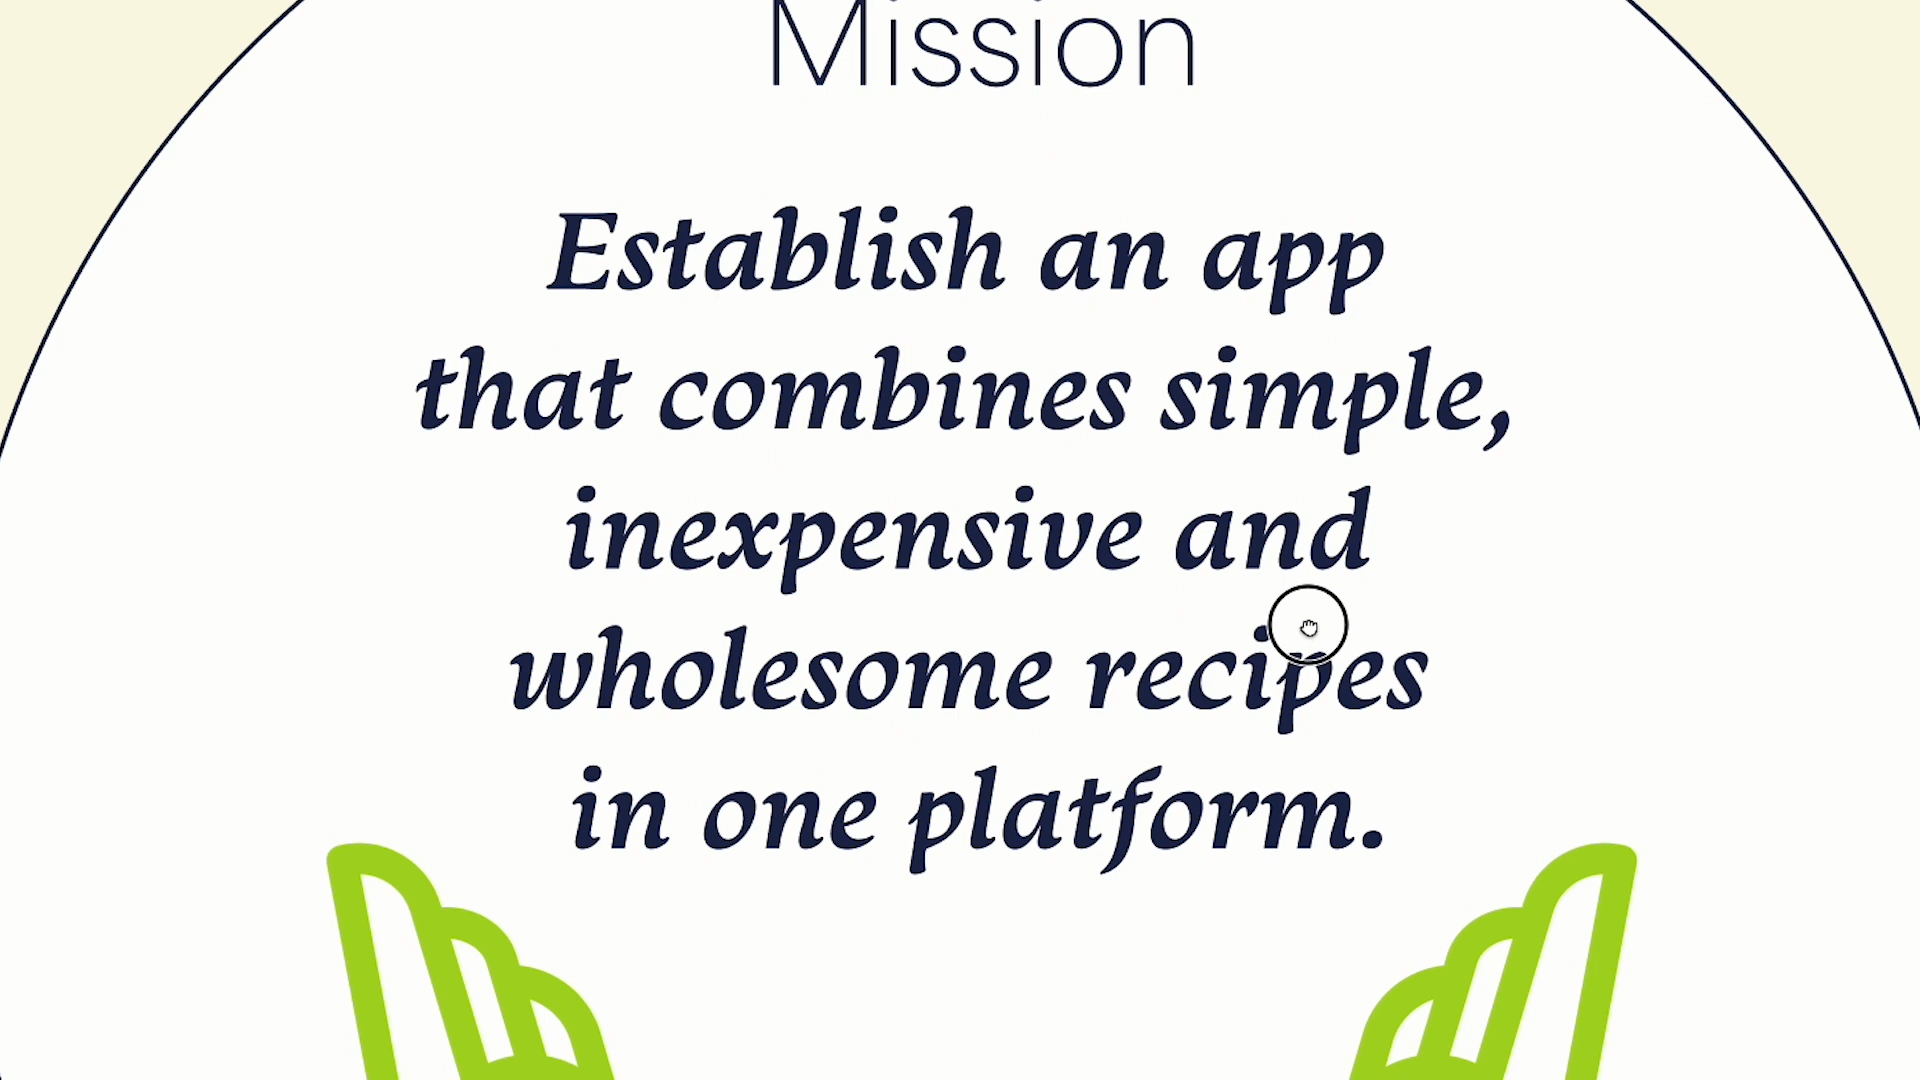 Mission
Establish an app
that combines simple,
inexpensive and
wholesome recipes
in one platform.